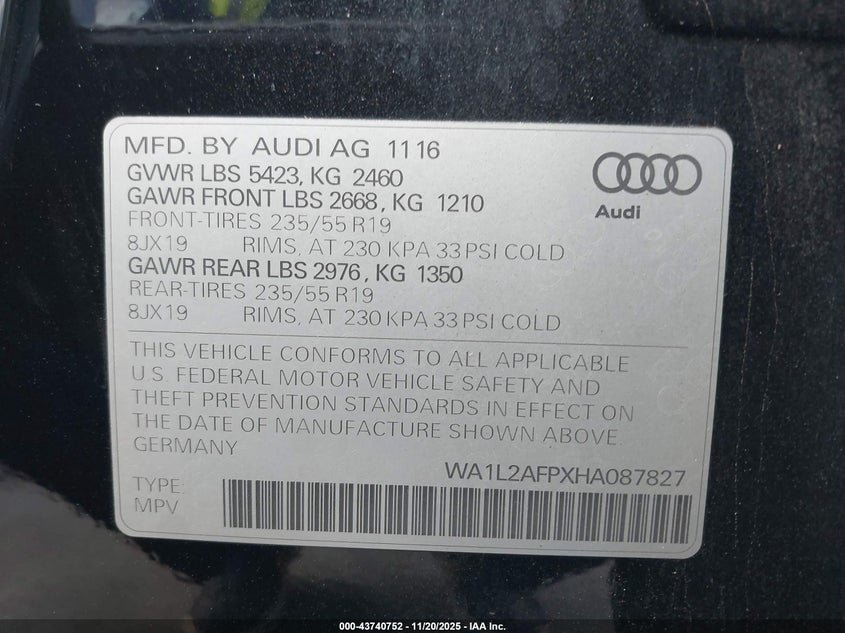 MFD. BY AUDI AG 11 16
GVWR LBS 5423, KG 2460
GAWR FRONT LBS 2668, KG 1210
FRONT-TIRES 235/55 R19
8JX19 RIMS, AT 230 KPA 33 PSI COLD
GAWR REAR LBS 2976, KG 1350
REAR-TIRES 235/55 R19
8JX19 RIMS, AT 230 KPA 33 PSI COLD
Audi
THIS VEHICLE CONFORMS TO ALL APPLICABLE
U.S. FEDERAL MOTOR VEHICLE SAFETY AND
THEFT PREVENTION STANDARDS IN EFFECT ON
THE DATE OF MANUFACTURE SHOWN ABOVE.
GERMANY
WA1L2AFPXHA087827
TYPE:
MPV
000-43740752 — 11/20/2025 — IAA Inc.